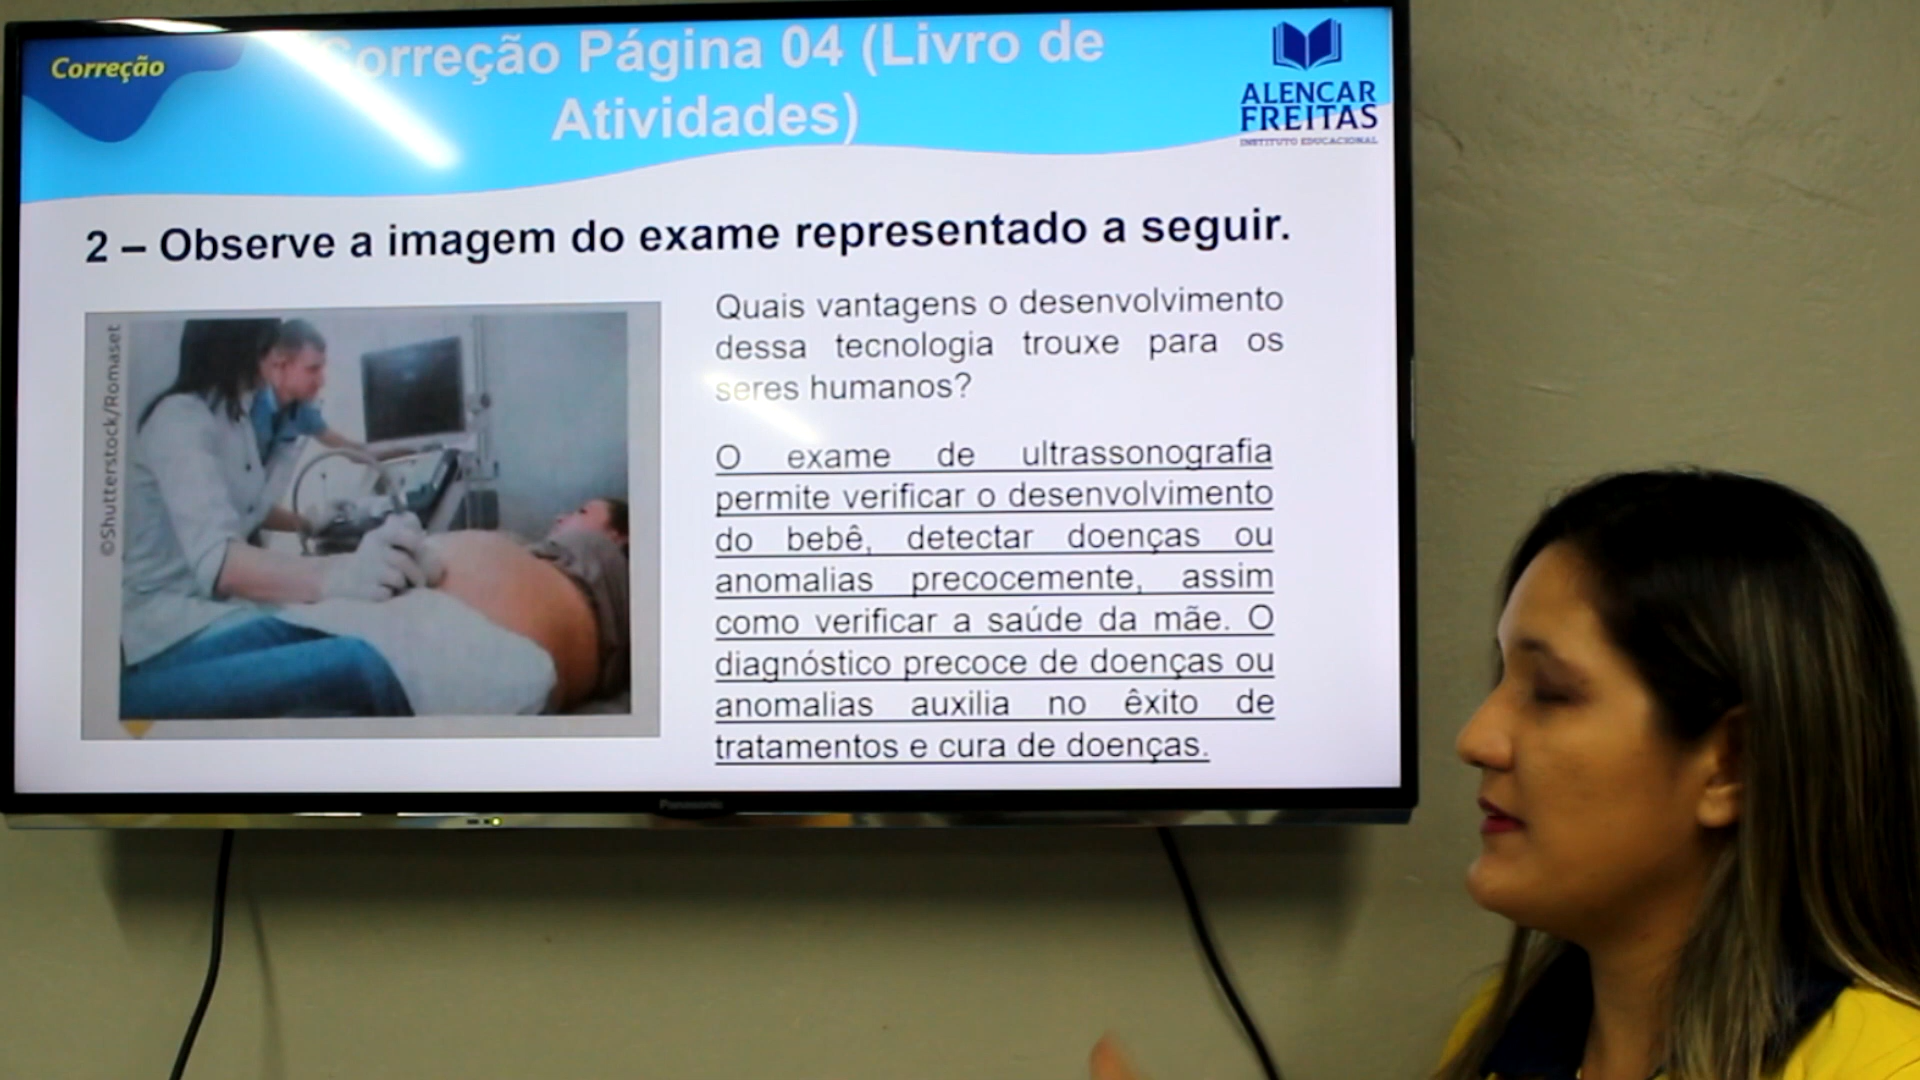 Correção
Correção Página 04 (Livro de
Atividades)
ALENCAR
FREITAS
INSTITUTO EDUCACIONAL
2 – Observe a imagem do exame representado a seguir.
©Shutterstock/Romaset
Quais vantagens o desenvolvimento
dessa tecnologia trouxe para os
seres humanos?
O exame de ultrassonografia
permite verificar o desenvolvimento
do bebê, detectar doenças ou
anomalias precocemente, assim
como verificar a saúde da mãe. O
diagnóstico precoce de doenças ou
anomalias auxilia no êxito de
tratamentos e cura de doenças.
Panasonic